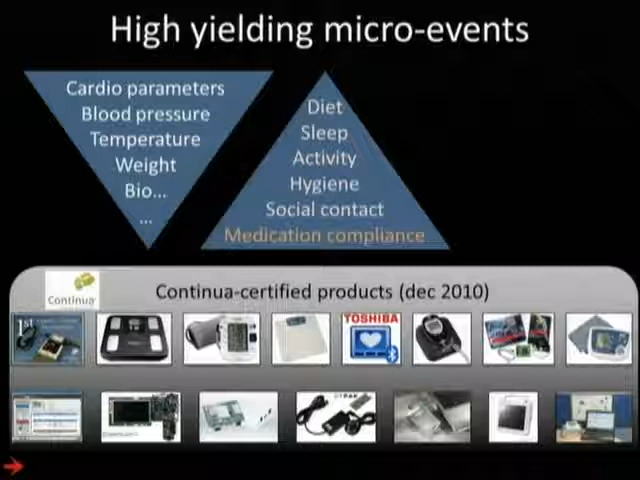 High yielding micro-events
Cardio parameters
Blood pressure
Temperature
Weight
Bio...
...
Diet
Sleep
Activity
Hygiene
Social contact
Medication compliance
Continua
Continua-certified products (dec 2010)
1st
TOSHIBA